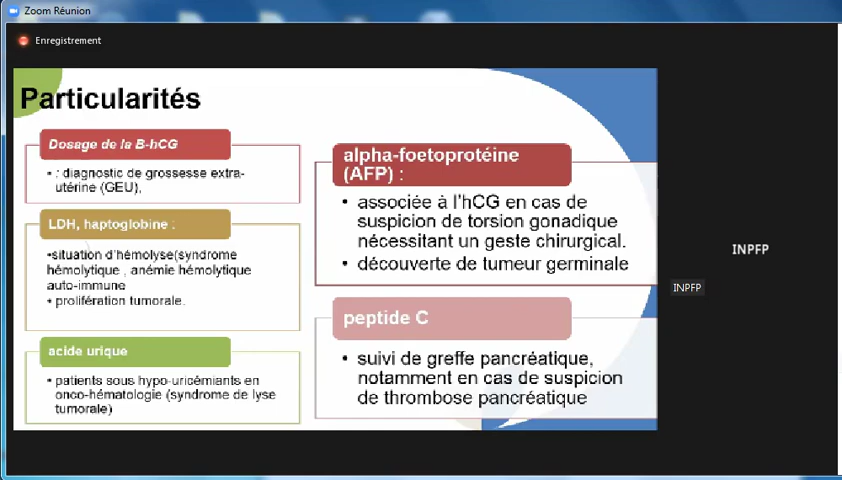 Zoom Réunion
Enregistrement
Particularités
Dosage de la B-hCG
• : diagnostic de grossesse extra-
utérine (GEU),
LDH, haptoglobine :
•situation d'hémolyse(syndrome
hémolytique , anémie hémolytique
auto-immune
• prolifération tumorale.
acide urique
• patients sous hypo-uricémiants en
onco-hématologie (syndrome de lyse
tumorale)
alpha-foetoprotéine
(AFP) :
• associée à l'hCG en cas de
suspicion de torsion gonadique
nécessitant un geste chirurgical.
• découverte de tumeur germinale
peptide C
• suivi de greffe pancréatique,
notamment en cas de suspicion
de thrombose pancréatique
INPFP
INPFP